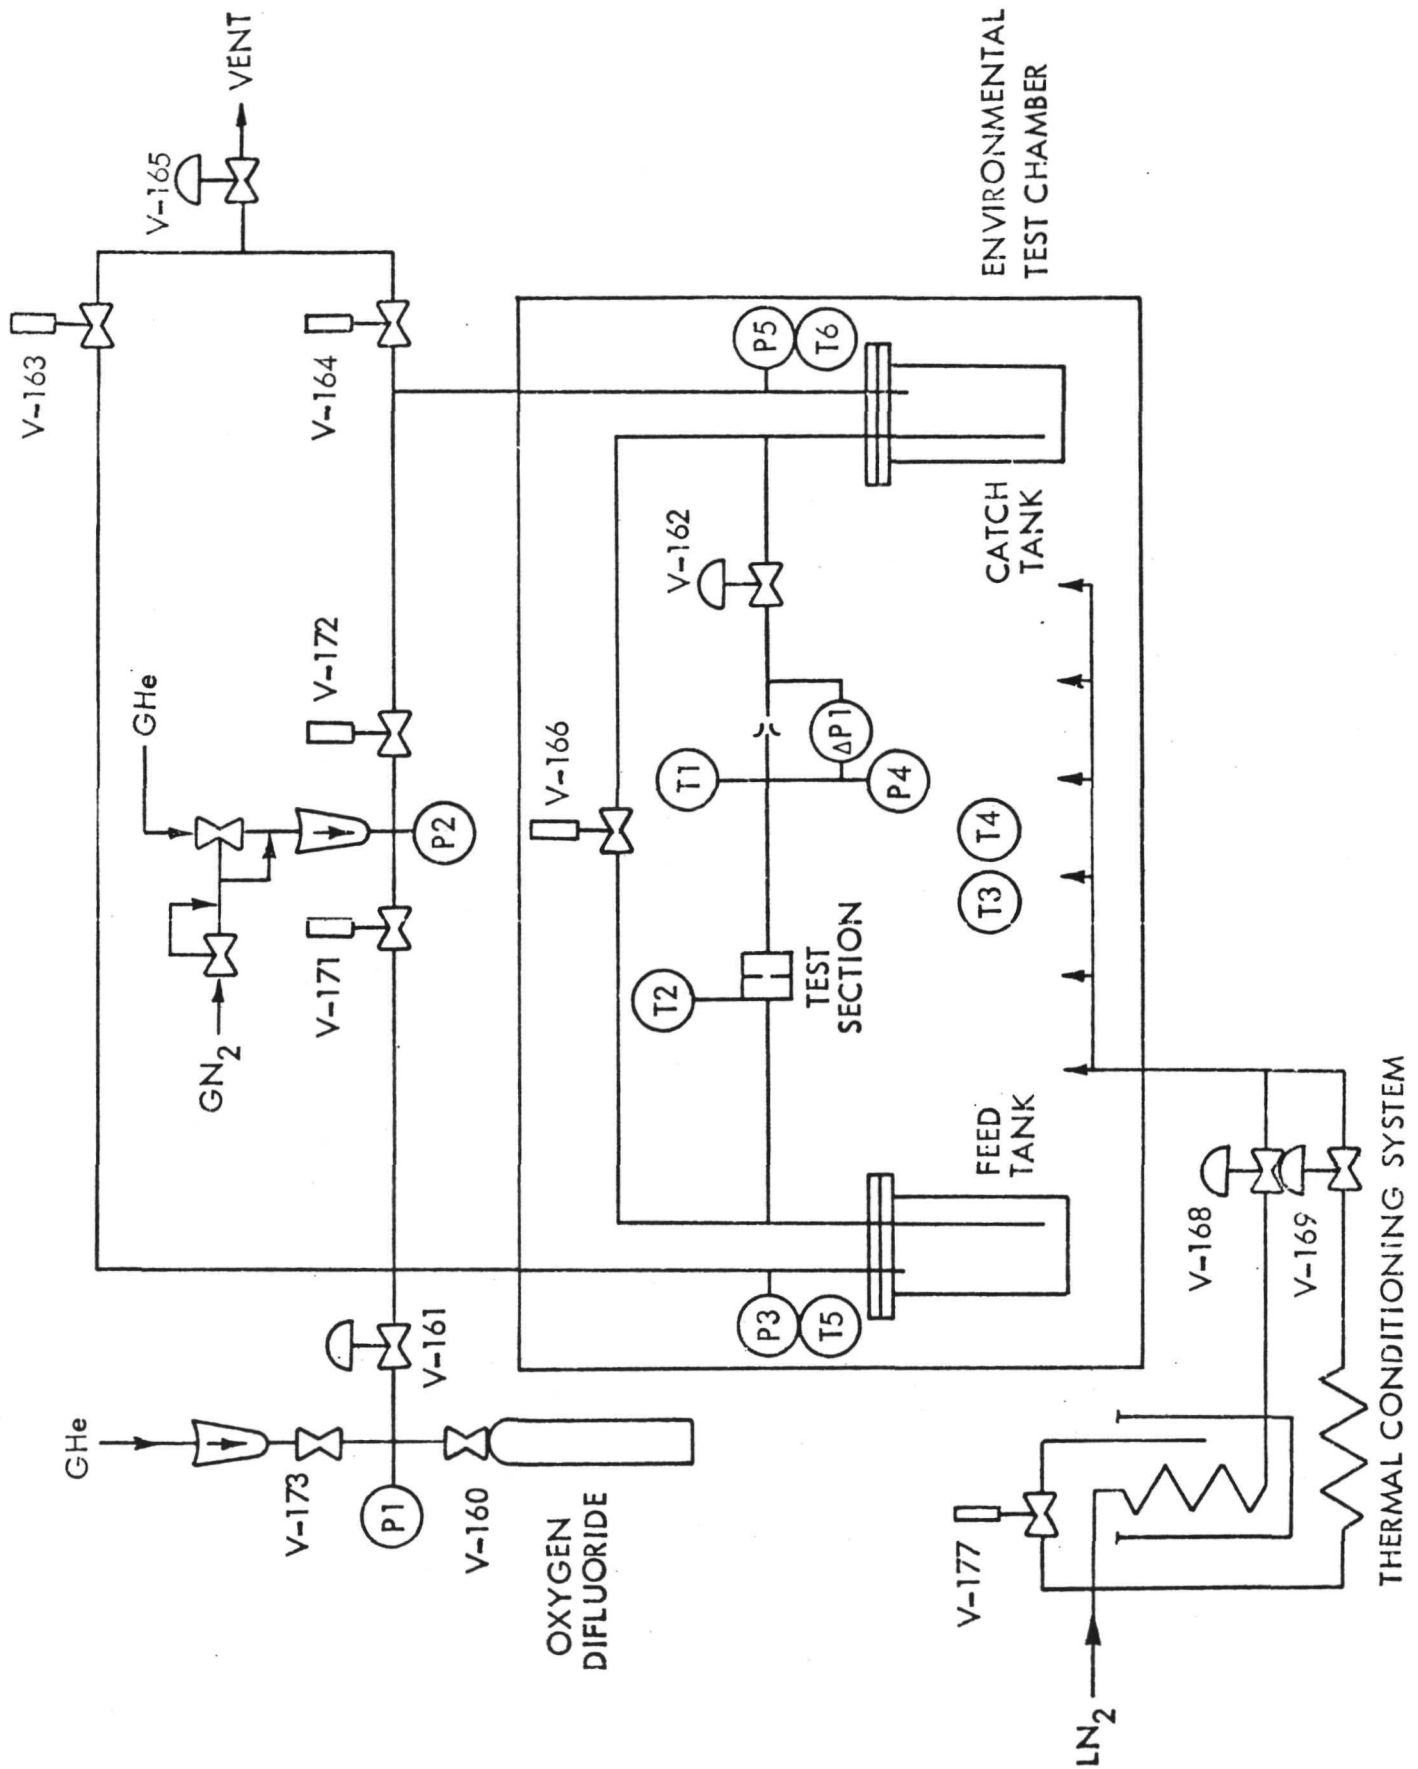 VENT
V-165
V-163
V-164
GHe
V-172
GN2
V-171
P2
GHe
V-173
P1
V-161
V-160
OXYGEN
DIFLUORIDE
ENVIRONMENTAL
TEST CHAMBER
P5
T6
V-162
CATCH
TANK
V-166
T1
ΔP1
P4
T4
T3
T2
TEST
SECTION
FEED
TANK
P3
T5
V-168
V-169
V-177
LN2
THERMAL CONDITIONING SYSTEM